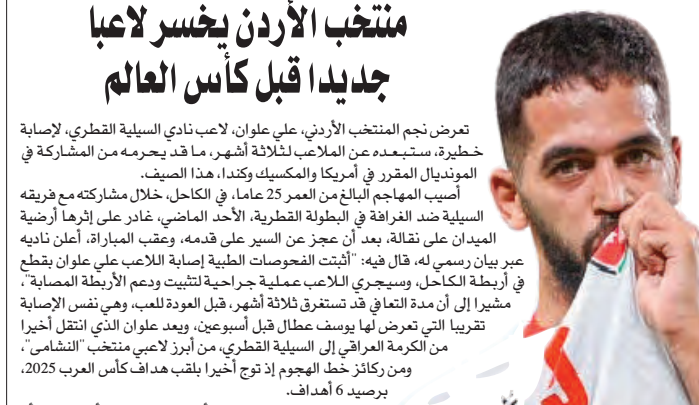 منتخب الأردن يخسر لاعبا
جديدا قبل كأس العالم
تعرض نجم المنتخب الأردني، علي علوان، لاعب نادي السيلية القطري، لإصابة
خطيرة، ستبعده عن الملاعب لثلاثة أشهر، ما قد يحرمه من المشاركة في
المونديال المقرر في أمريكا والمكسيك وكندا، هذا الصيف.
أصيب المهاجم البالغ من العمر 25 عاما، في الكاحل، خلال مشاركته مع فريقه
السيلية ضد الغرافة في البطولة القطرية، الأحد الماضي، غادر على إثرها أرضية
الميدان على نقالة، بعد أن عجز عن السير على قدمه، وعقب المباراة، أعلن ناديه
عبر بيان رسمي له، قال فيه: "أثبتت الفحوصات الطبية إصابة اللاعب علي علوان بقطع
في أربطة الكاحل، وسيجري اللاعب عملية جراحية لتثبيت ودعم الأربطة المصابة"،
مشيرا إلى أن مدة التعافي قد تستغرق ثلاثة أشهر، قبل العودة للعب، وهي نفس الإصابة
تقريبا التي تعرض لها يوسف عطال قبل أسبوعين، ويعد علوان الذي انتقل أخيرا
من الكرمة العراقي إلى السيلية القطري، من أبرز لاعبي منتخب "النشامى"،
ومن ركائز خط الهجوم إذ توج أخيرا بلقب هداف كأس العرب 2025،
برصيد 6 أهداف.